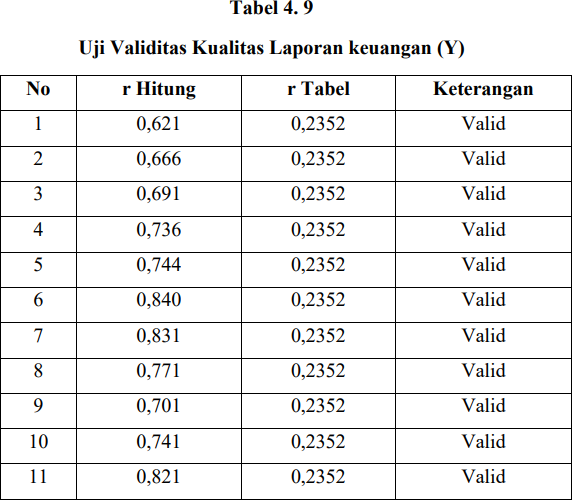 Tabel 4. 9
Uji Validitas Kualitas Laporan keuangan (Y)
No r Hitung r Tabel Keterangan
1 0,621 0,2352 Valid
2 0,666 0,2352 Valid
3 0,691 0,2352 Valid
4 0,736 0,2352 Valid
5 0,744 0,2352 Valid
6 0,840 0,2352 Valid
7 0,831 0,2352 Valid
8 0,771 0,2352 Valid
9 0,701 0,2352 Valid
10 0,741 0,2352 Valid
11 0,821 0,2352 Valid